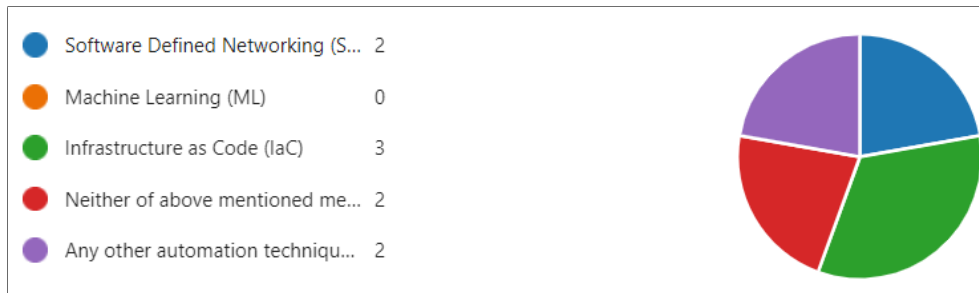 Software Defined Networking (S... 2
Machine Learning (ML) 0
Infrastructure as Code (IaC) 3
Neither of above mentioned me... 2
Any other automation techniqu... 2